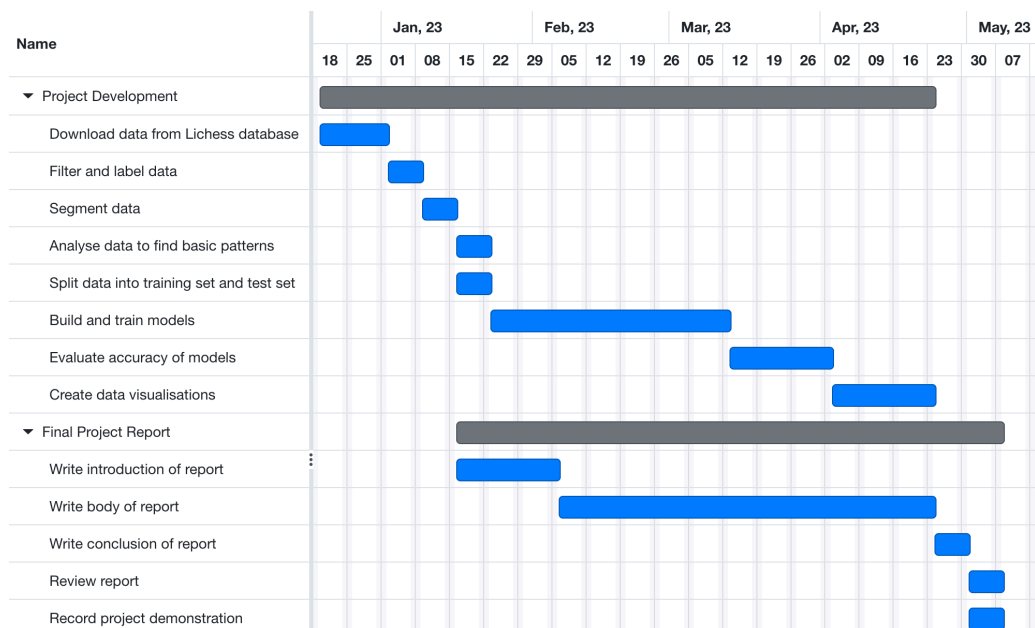 Name
Jan, 23 Feb, 23 Mar, 23 Apr, 23 May, 23
18 25 01 08 15 22 29 05 12 19 26 05 12 19 26 02 09 16 23 30 07
Project Development
Download data from Lichess database
Filter and label data
Segment data
Analyse data to find basic patterns
Split data into training set and test set
Build and train models
Evaluate accuracy of models
Create data visualisations
Final Project Report
Write introduction of report
Write body of report
Write conclusion of report
Review report
Record project demonstration